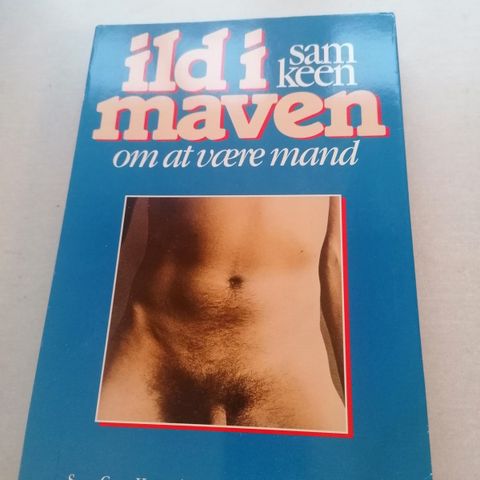 ild i
sam
keen
maven
om at være mand